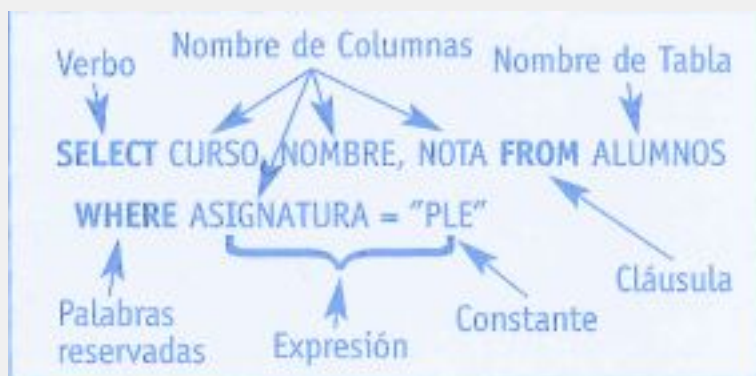 Nombre de Columnas
Verbo
Nombre de Tabla
SELECT CURSO, NOMBRE, NOTA FROM ALUMNOS
WHERE ASIGNATURA = "PLE"
Cláusula
Palabras
reservadas
Expresión
Constante